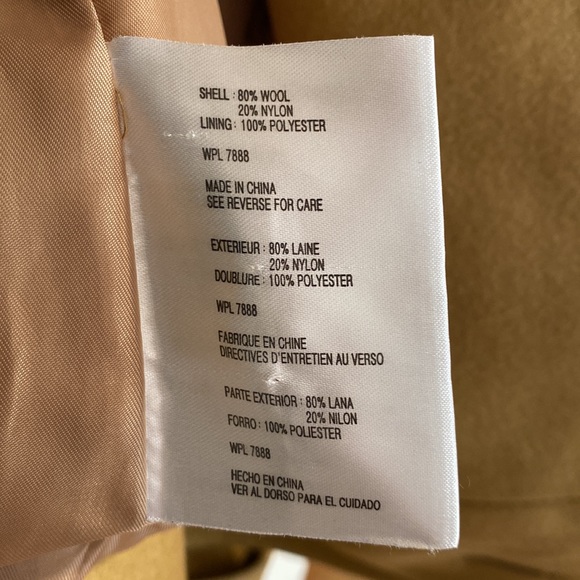 SHELL : 80% WOOL
20% NYLON
LINING : 100% POLYESTER
WPL 7888
MADE IN CHINA
SEE REVERSE FOR CARE
EXTERIEUR : 80% LAINE
20% NYLON
DOUBLURE : 100% POLYESTER
WPL 7888
FABRIQUE EN CHINE
DIRECTIVES D'ENTRETIEN AU VERSO
PARTE EXTERIOR : 80% LANA
20% NILON
FORRO : 100% POLIESTER
WPL 7888
HECHO EN CHINA
VER AL DORSO PARA EL CUIDADO